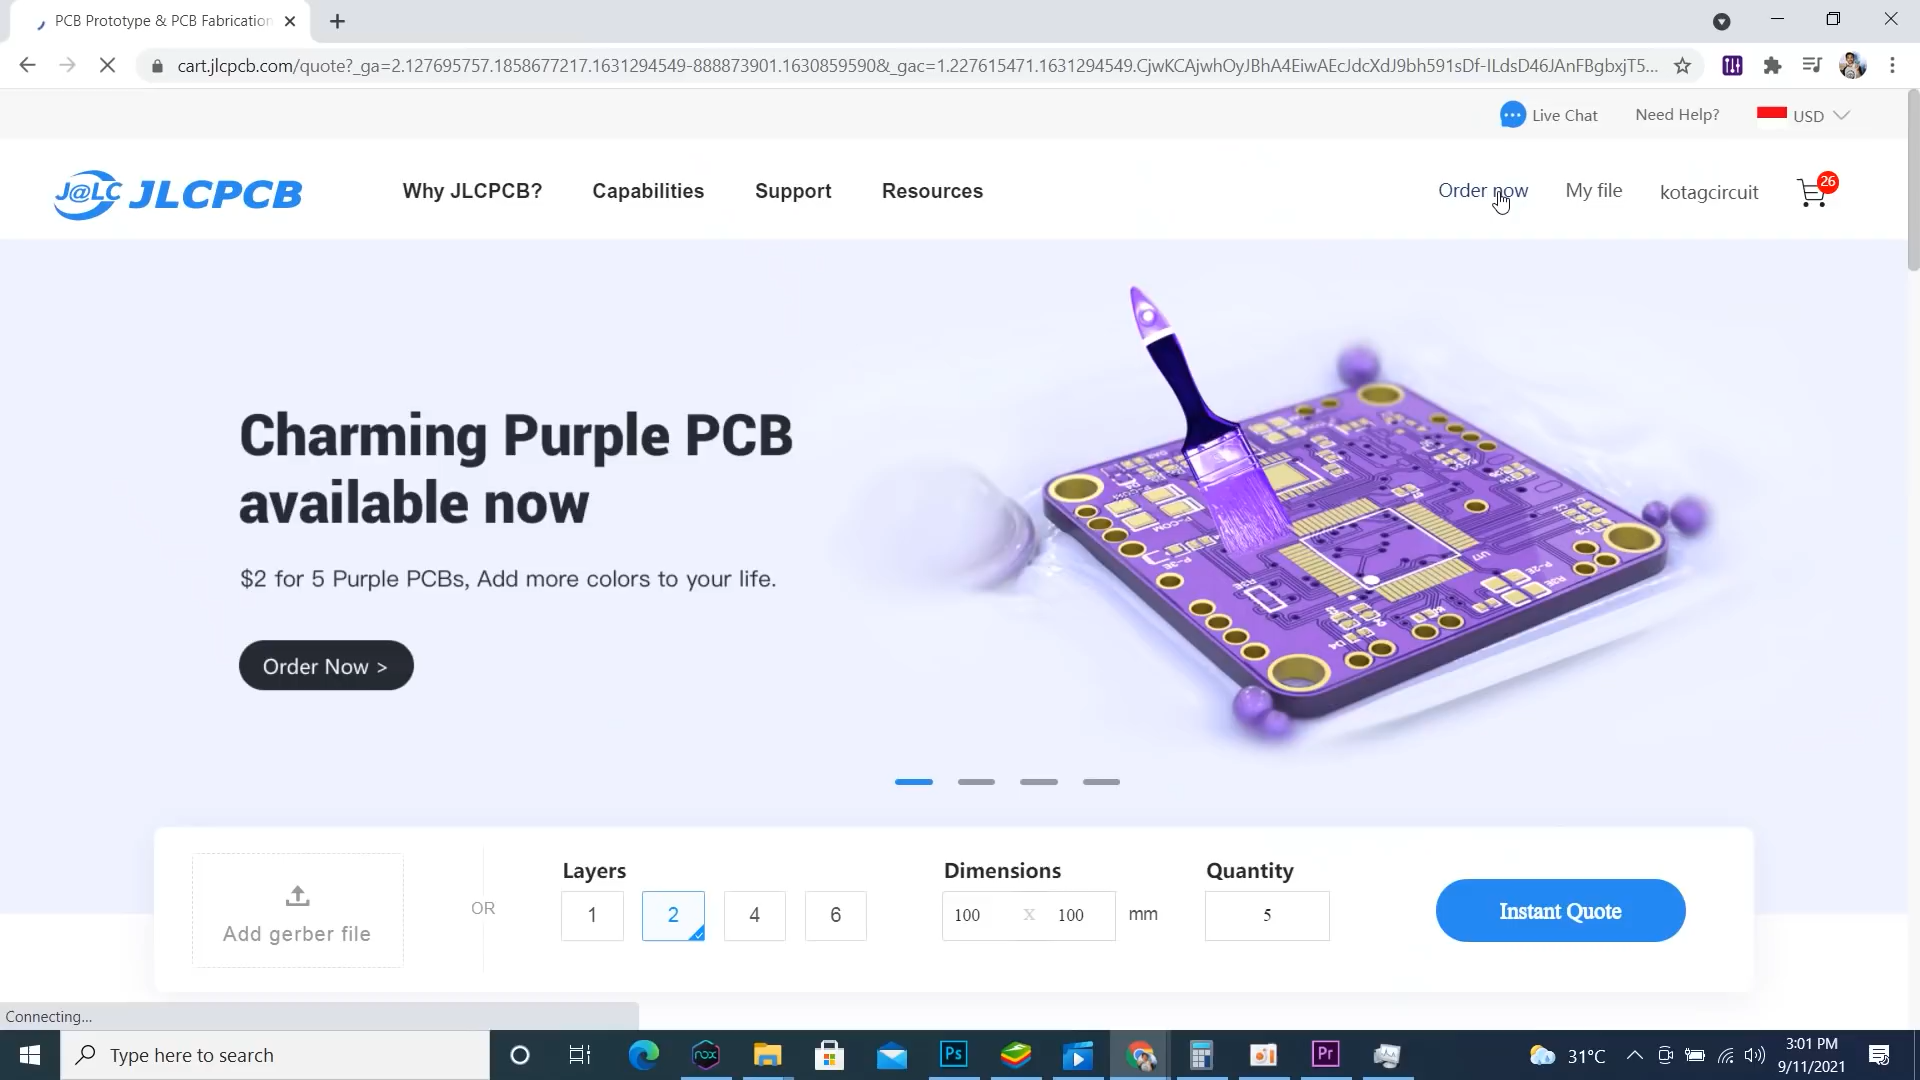 PCB Prototype & PCB Fabrication
cart.jlcpcb.com/quote?_ga=2.127695757.1858677217.1631294549-888873901.1630859590&_gac=1.227615471.1631294549.CjwKCAjwhOyJBhA4EiwAEcJdcXdJ9bh591sDf-ILdsD46JAnFBgbxjT5...
Live Chat
Need Help?
USD
J@LC JLCPCB
Why JLCPCB?
Capabilities
Support
Resources
Order now
My file
kotagcircuit
26
Charming Purple PCB
available now
$2 for 5 Purple PCBs, Add more colors to your life.
Order Now >
Add gerber file
OR
Layers
1
2
4
6
Dimensions
100 X 100 mm
Quantity
5
Instant Quote
Connecting...
Type here to search
nox
Ps
Pr
31°C
3:01 PM
9/11/2021